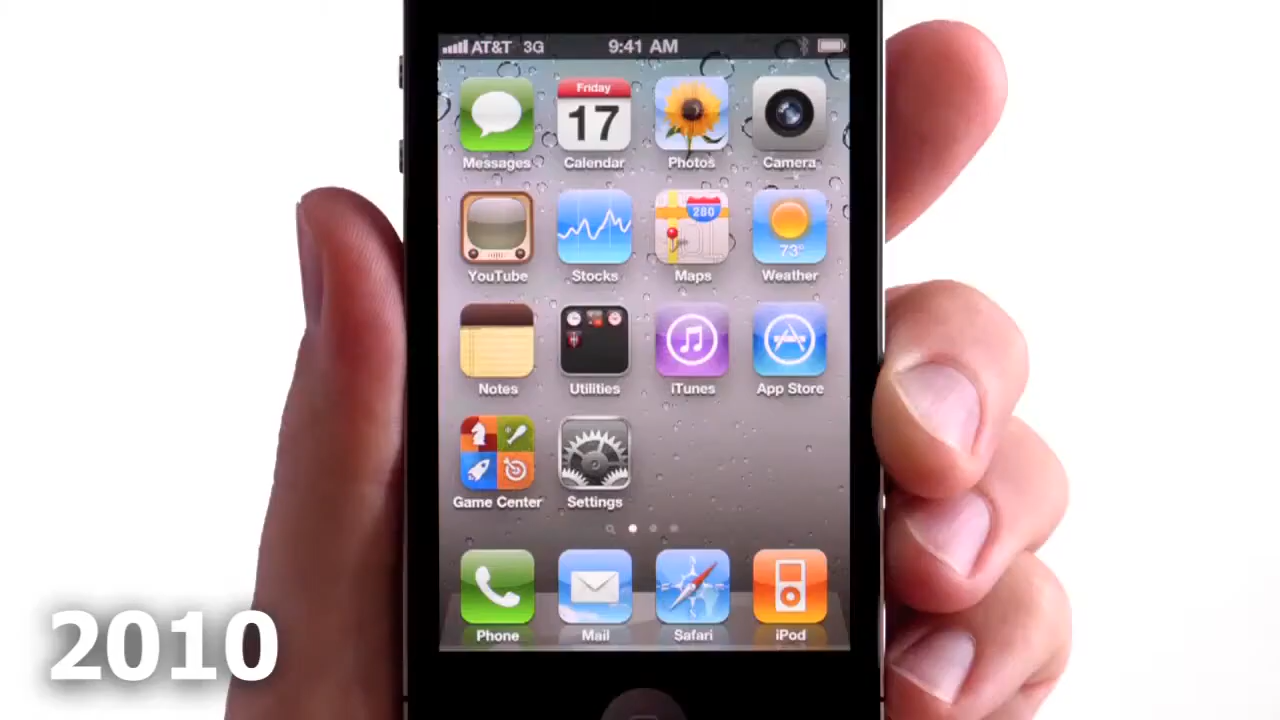 AT&T 3G 9:41 AM
Friday
17
Messages Calendar Photos Camera
280
73°
YouTube Stocks Maps Weather
Notes Utilities iTunes App Store
Game Center Settings
Phone Mail Safari iPod
2010